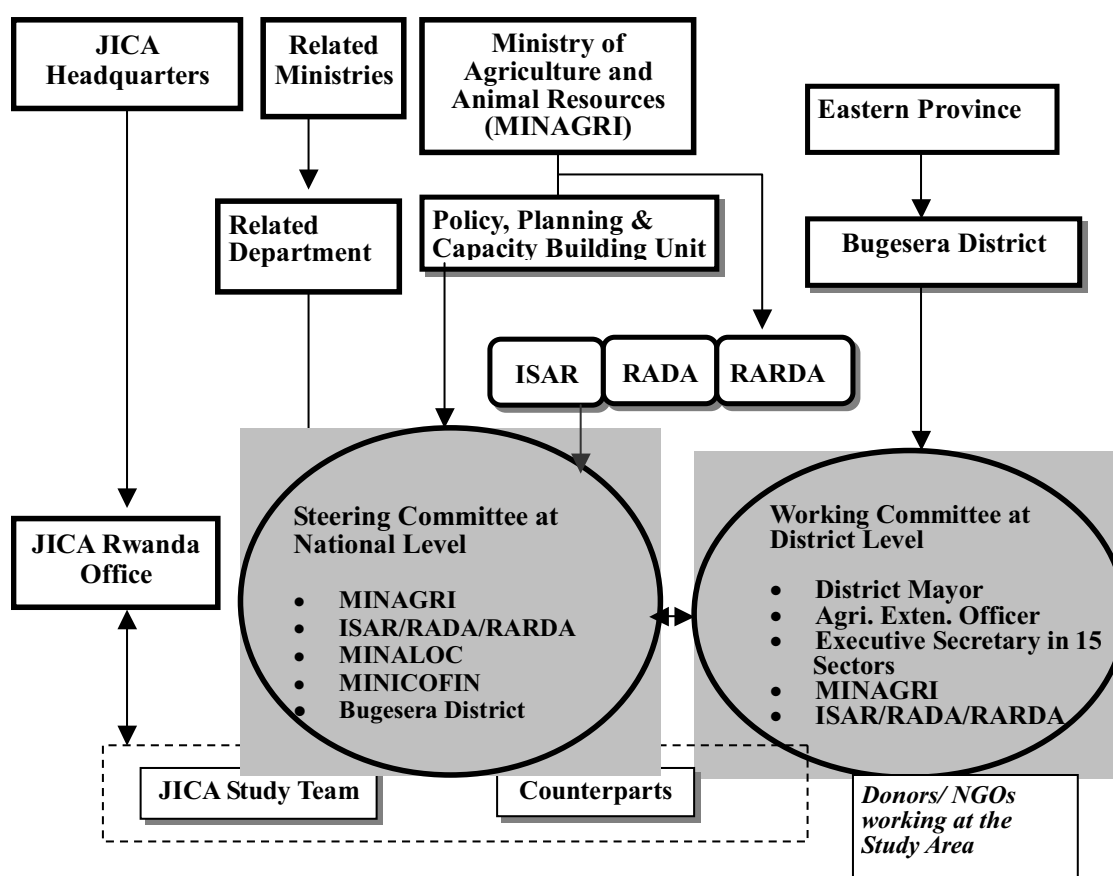 JICA
Headquarters
Related
Ministries
Ministry of
Agriculture and
Animal Resources
(MINAGRI)
Eastern Province
Related
Department
Policy, Planning &
Capacity Building Unit
Bugesera District
ISAR
RADA
RARDA
JICA Rwanda
Office
Steering Committee at
National Level
• MINAGRI
• ISAR/RADA/RARDA
• MINALOC
• MINICOFIN
• Bugesera District
Working Committee at
District Level
• District Mayor
• Agri. Exten. Officer
• Executive Secretary in 15
Sectors
• MINAGRI
• ISAR/RADA/RARDA
JICA Study Team
Counterparts
Donors/ NGOs
working at the
Study Area